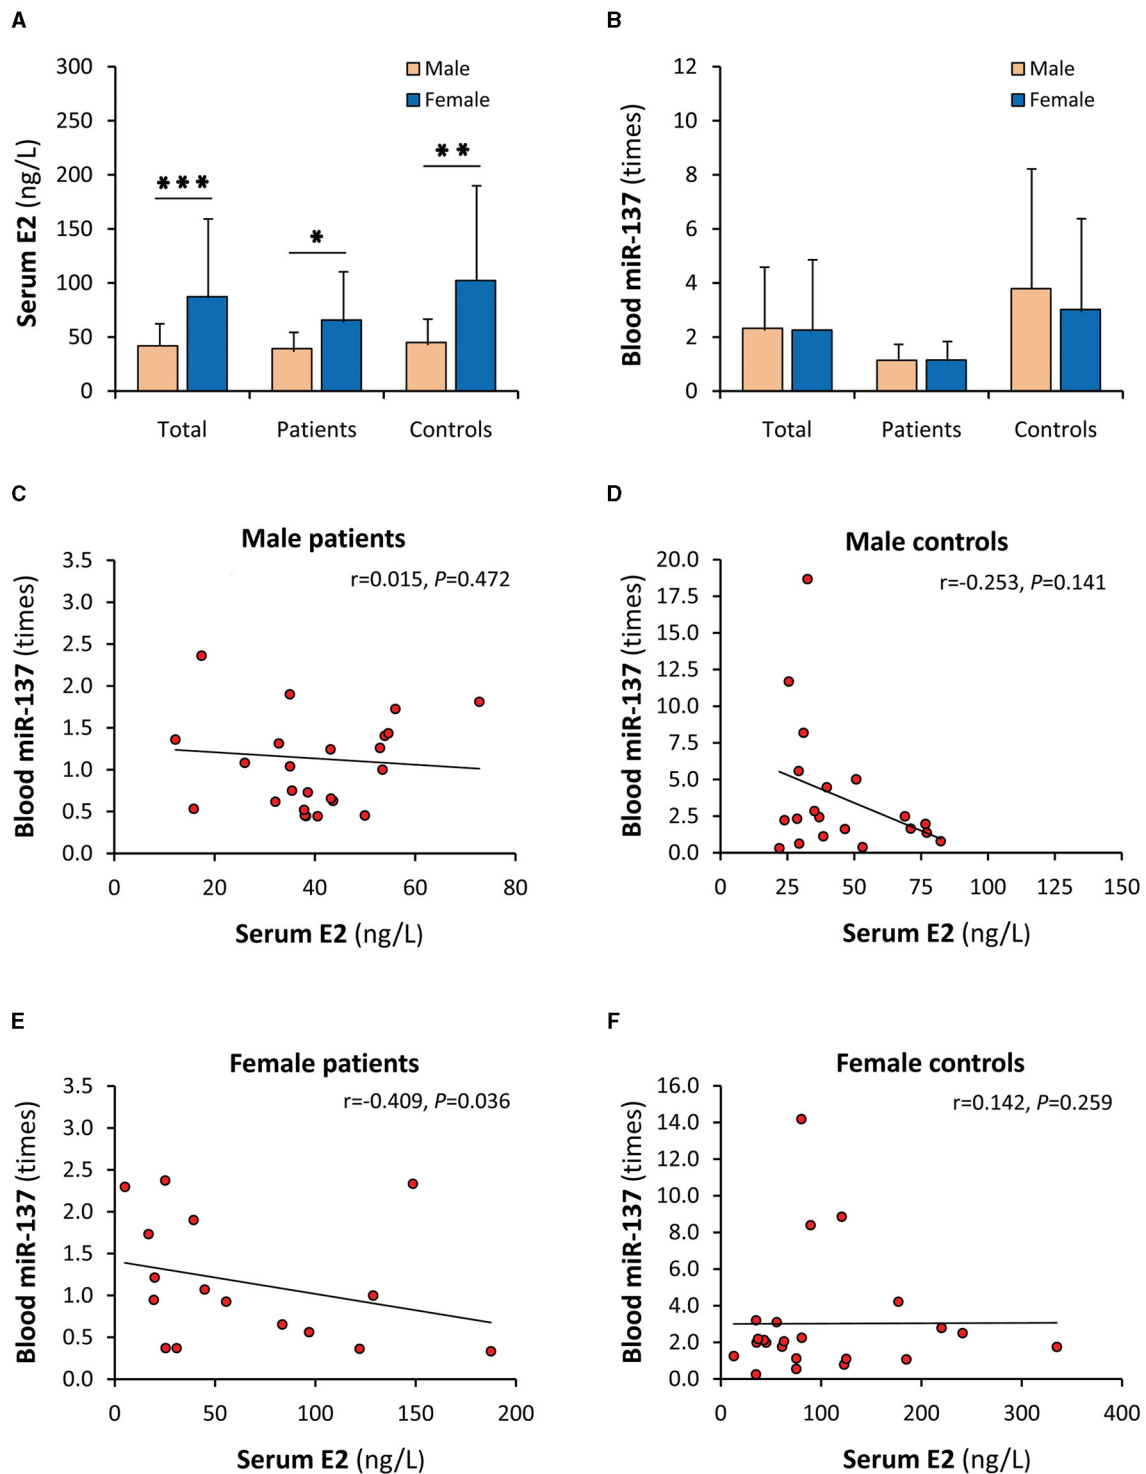 A
300
250
200
150
100
50
0
Serum E2 (ng/L)
Male
Female
***
*
**
Total Patients Controls
B
12
10
8
6
4
2
0
Blood miR-137 (times)
Male
Female
Total Patients Controls
C
Male patients
r=0.015, P=0.472
3.5
3.0
2.5
2.0
1.5
1.0
0.5
0.0
Blood miR-137 (times)
0 20 40 60 80
Serum E2 (ng/L)
D
Male controls
r=-0.253, P=0.141
20.0
17.5
15.0
12.5
10.0
7.5
5.0
2.5
0.0
Blood miR-137 (times)
0 25 50 75 100 125 150
Serum E2 (ng/L)
E
Female patients
r=-0.409, P=0.036
3.5
3.0
2.5
2.0
1.5
1.0
0.5
0.0
Blood miR-137 (times)
0 50 100 150 200
Serum E2 (ng/L)
F
Female controls
r=0.142, P=0.259
16.0
14.0
12.0
10.0
8.0
6.0
4.0
2.0
0.0
Blood miR-137 (times)
0 100 200 300 400
Serum E2 (ng/L)